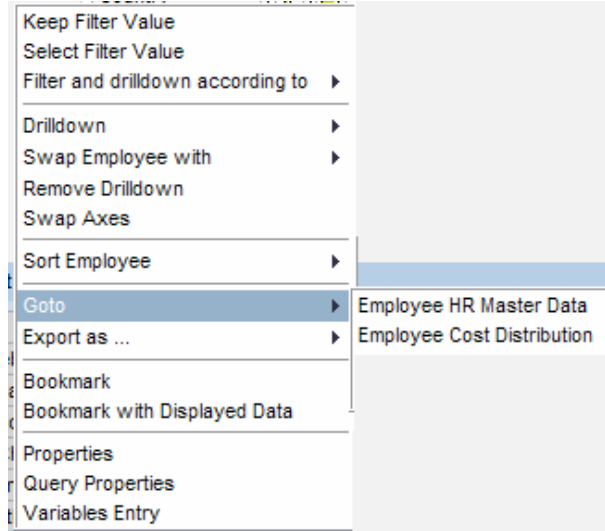 Keep Filter Value
Select Filter Value
Filter and drilldown according to
Drilldown
Swap Employee with
Remove Drilldown
Swap Axes
Sort Employee
Goto
Employee HR Master Data
Export as ...
Employee Cost Distribution
Bookmark
Bookmark with Displayed Data
Properties
Query Properties
Variables Entry